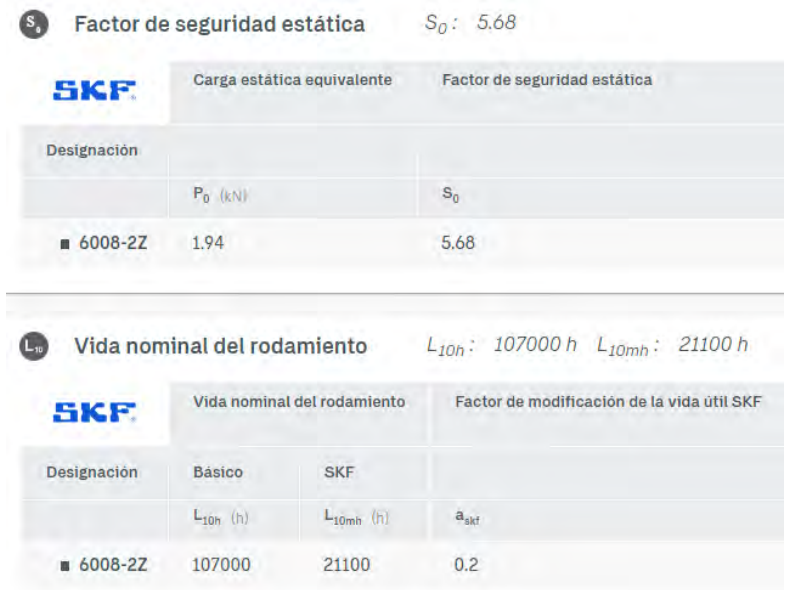 S₀ Factor de seguridad estática S₀: 5.68
SKF. Carga estática equivalente Factor de seguridad estática
Designación
P₀ (kN) S₀
6008-2Z 1.94 5.68
L₁₀ Vida nominal del rodamiento L₁₀ₕ: 107000 h L₁₀ₘₕ: 21100 h
SKF. Vida nominal del rodamiento Factor de modificación de la vida útil SKF
Designación Básico SKF
L₁₀ₕ (h) L₁₀ₘₕ (h) a_skf
6008-2Z 107000 21100 0.2